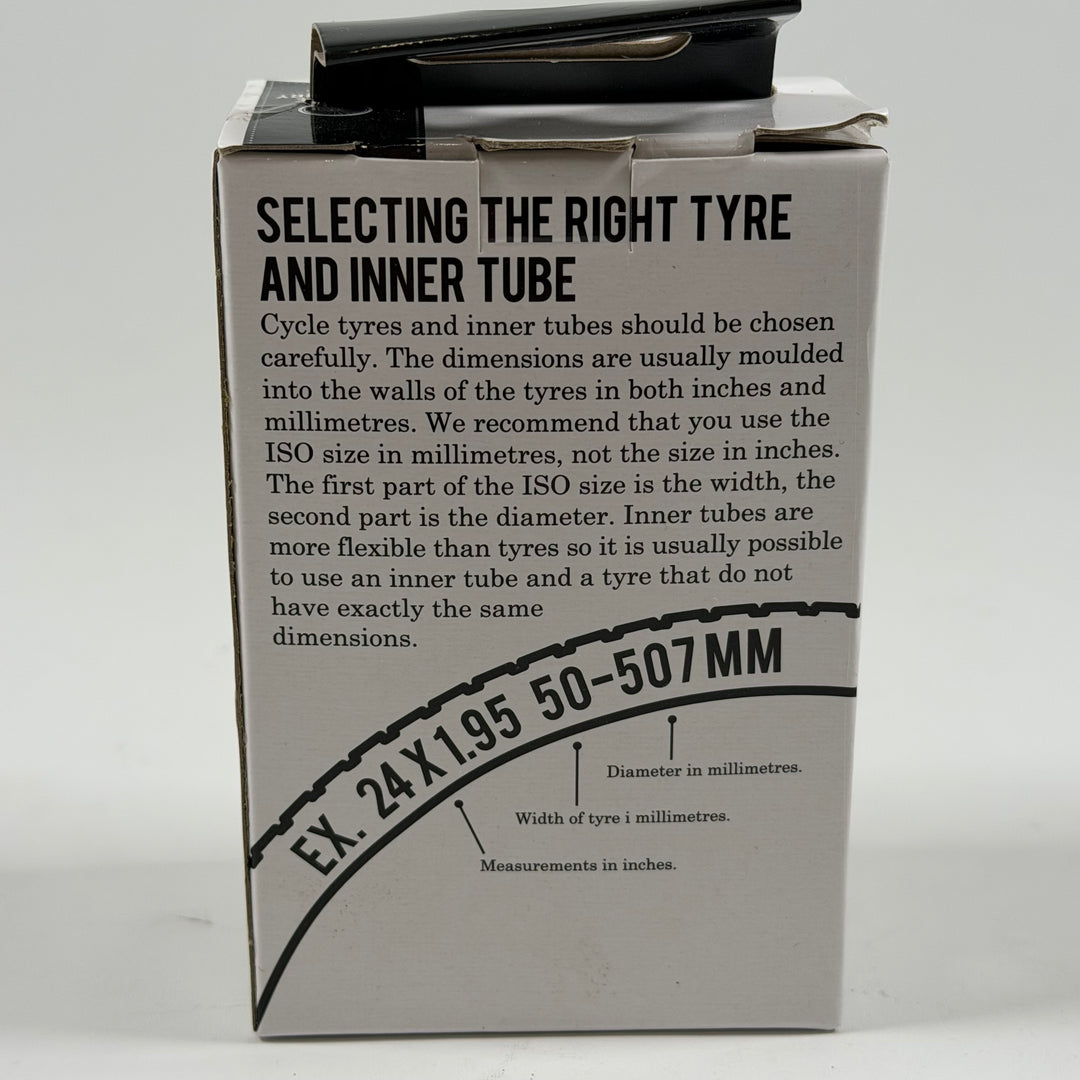 SELECTING THE RIGHT TYRE
AND INNER TUBE
Cycle tyres and inner tubes should be chosen
carefully. The dimensions are usually moulded
into the walls of the tyres in both inches and
millimetres. We recommend that you use the
ISO size in millimetres, not the size in inches.
The first part of the ISO size is the width, the
second part is the diameter. Inner tubes are
more flexible than tyres so it is usually possible
to use an inner tube and a tyre that do not
have exactly the same
dimensions.
EX. 24 X 1.95 50-507 MM
Diameter in millimetres.
Width of tyre i millimetres.
Measurements in inches.